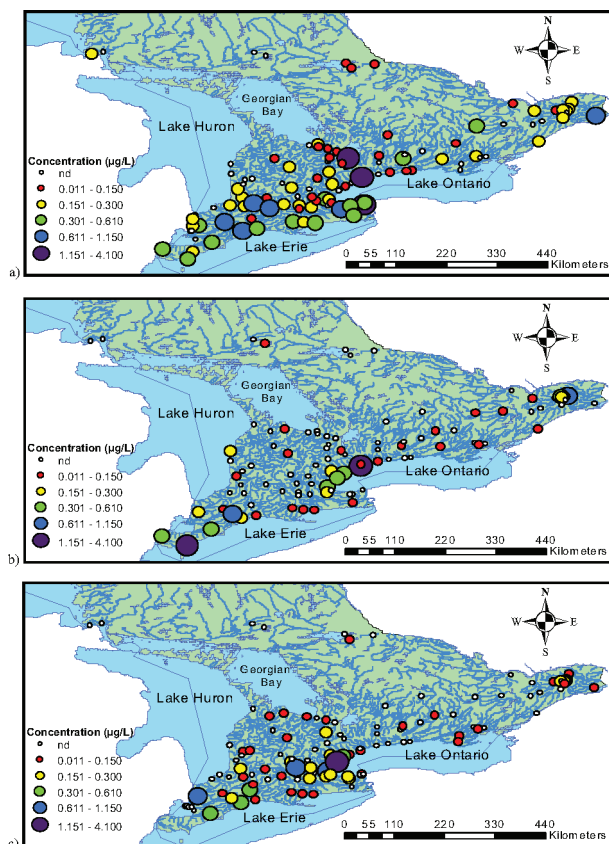 N
W E
S
Georgian
Bay
Lake Huron
Concentration (µg/L)
nd
0.011 - 0.150
0.151 - 0.300
0.301 - 0.610
0.611 - 1.150
1.151 - 4.100
Lake Ontario
Lake Erie
0 55 110 220 330 440
Kilometers
a)
N
W E
S
Georgian
Bay
Lake Huron
Concentration (µg/L)
nd
0.011 - 0.150
0.151 - 0.300
0.301 - 0.610
0.611 - 1.150
1.151 - 4.100
Lake Ontario
Lake Erie
0 55 110 220 330 440
Kilometers
b)
N
W E
S
Georgian
Bay
Lake Huron
Concentration (µg/L)
nd
0.011 - 0.150
0.151 - 0.300
0.301 - 0.610
0.611 - 1.150
1.151 - 4.100
Lake Ontario
Lake Erie
0 55 110 220 330 440
Kilometers